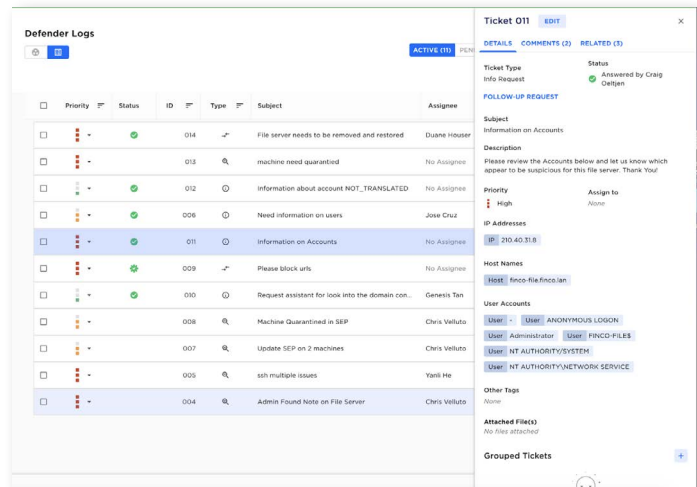 Defender Logs
ACTIVE (11) PEN
Priority Status ID Type Subject Assignee
014 File server needs to be removed and restored Duane Houser
013 machine need quarantied No Assignee
012 information about account NOT_TRANSLATED No Assignee
006 Need information on users Jose Cruz
011 Information on Accounts No Assignee
009 Please block urls No Assignee
010 Request assistant for look into the domain con... Genesis Tan
008 Machine Quarantined in SEP Chris Velluto
007 Update SEP on 2 machines Chris Velluto
005 ssh multiple issues Yanli He
004 Admin Found Note on File Server Chris Velluto
Ticket 011 EDIT ×
DETAILS COMMENTS (2) RELATED (3)
Ticket Type Status
Info Request Answered by Craig
Oeltjen
FOLLOW-UP REQUEST
Subject
Information on Accounts
Description
Please review the Accounts below and let us know which
appear to be suspicious for this file server. Thank You!
Priority Assign to
High None
IP Addresses
IP 210.40.31.8
Host Names
Host finco-file.finco.lan
User Accounts
User - User ANONYMOUS LOGON
User Administrator User FINCO-FILE$
User NT AUTHORITY/SYSTEM
User NT AUTHORITY\NETWORK SERVICE
Other Tags
None
Attached File(s)
No files attached
Grouped Tickets +